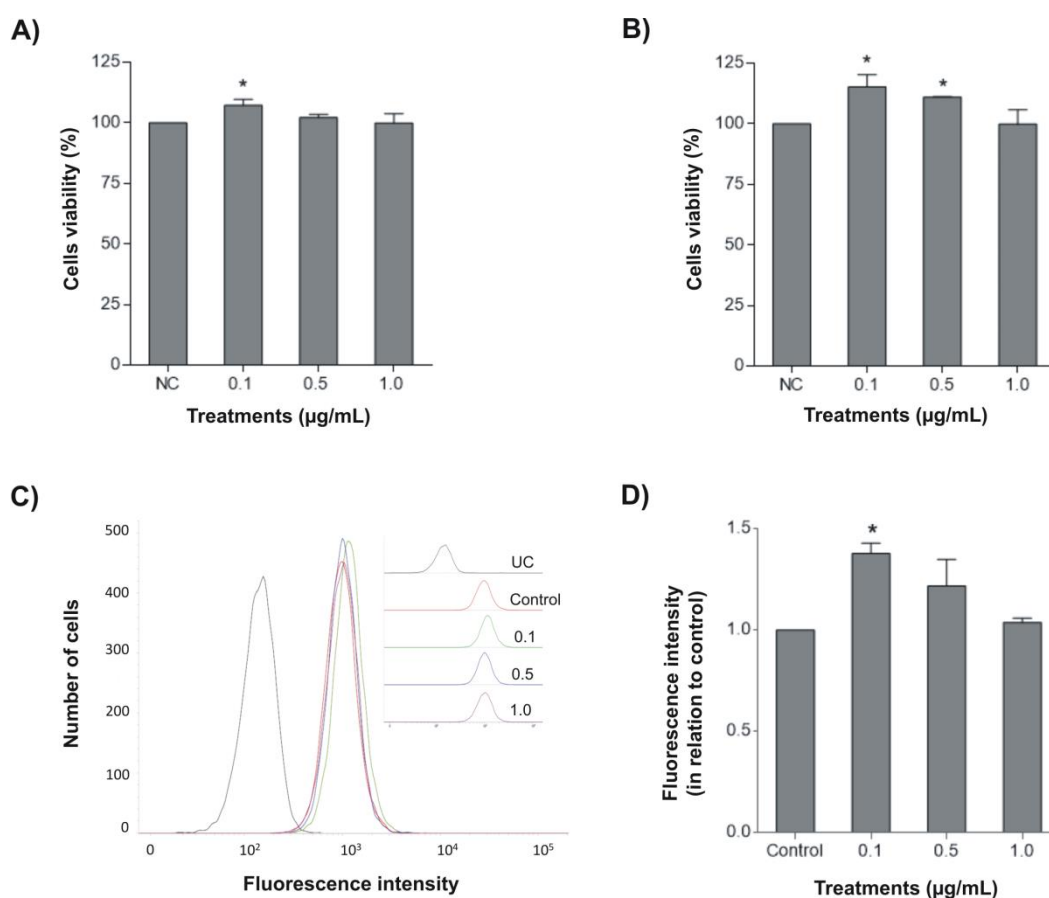 A)
125
100
75
50
25
0
Cells viability (%)
*
NC 0.1 0.5 1.0
Treatments (µg/mL)
B)
125
100
75
50
25
0
Cells viability (%)
*
*
NC 0.1 0.5 1.0
Treatments (µg/mL)
C)
500
400
300
200
100
0
Number of cells
UC
Control
0.1
0.5
1.0
0 10² 10³ 10⁴ 10⁵
Fluorescence intensity
D)
1.5
1.0
0.5
0.0
Fluorescence intensity
(in relation to control)
*
Control 0.1 0.5 1.0
Treatments (µg/mL)